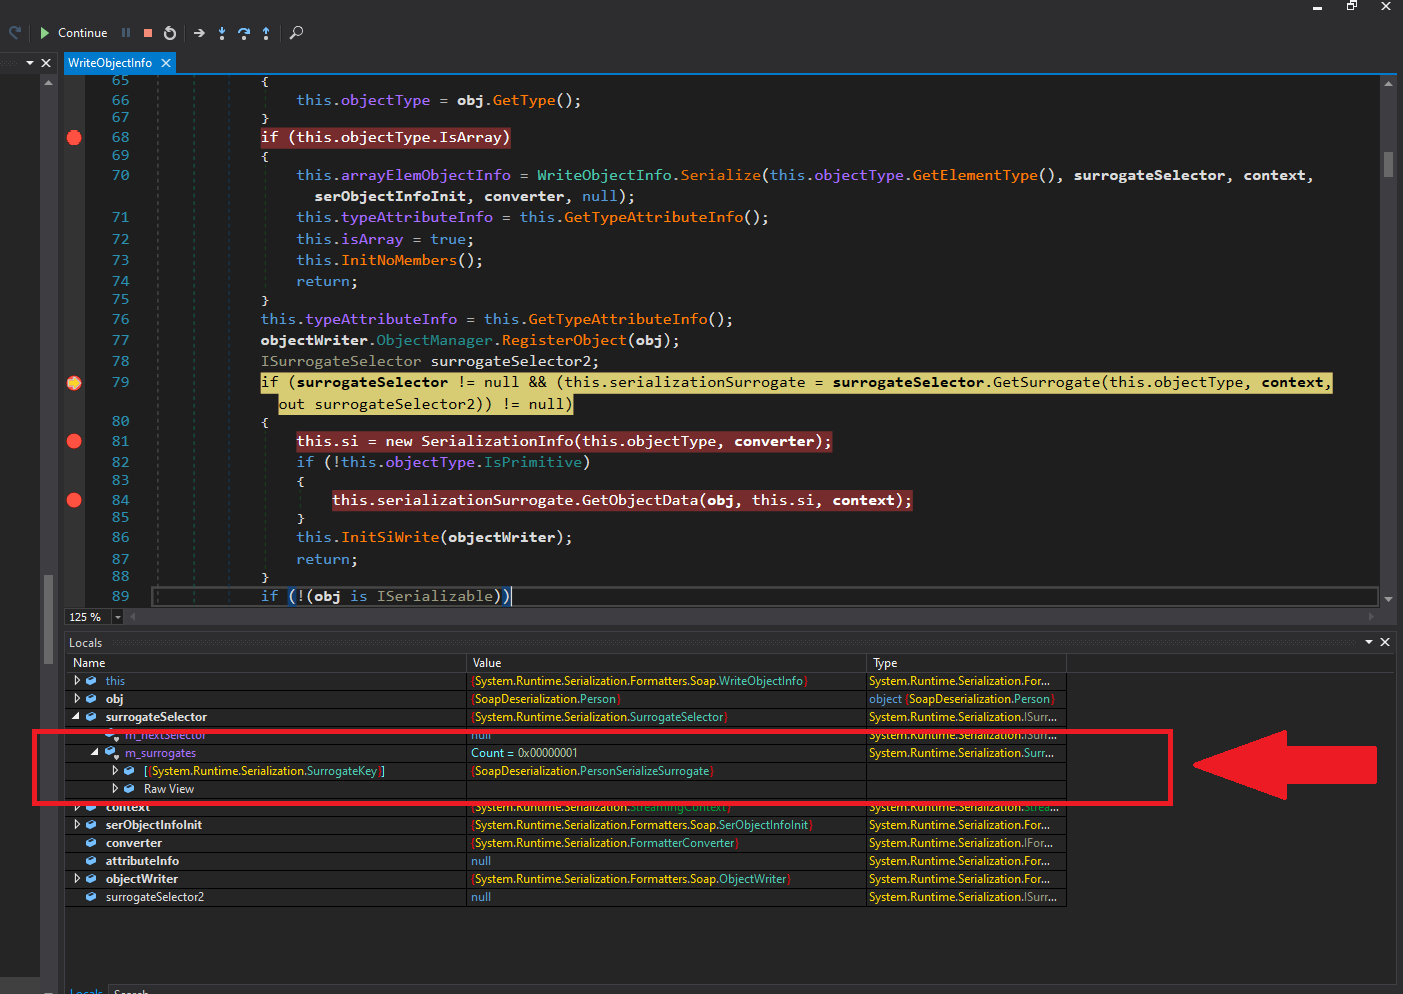 Continue
WriteObjectInfo
65 {
66 this.objectType = obj.GetType();
67 }
68 if (this.objectType.IsArray)
69 {
70 this.arrayElemObjectInfo = WriteObjectInfo.Serialize(this.objectType.GetElementType(), surrogateSelector, context,
serObjectInfoInit, converter, null);
71 this.typeAttributeInfo = this.GetTypeAttributeInfo();
72 this.isArray = true;
73 this.InitNoMembers();
74 return;
75 }
76 this.typeAttributeInfo = this.GetTypeAttributeInfo();
77 objectWriter.ObjectManager.RegisterObject(obj);
78 ISurrogateSelector surrogateSelector2;
79 if (surrogateSelector != null && (this.serializationSurrogate = surrogateSelector.GetSurrogate(this.objectType, context,
out surrogateSelector2)) != null)
80 {
81 this.si = new SerializationInfo(this.objectType, converter);
82 if (!this.objectType.IsPrimitive)
83 {
84 this.serializationSurrogate.GetObjectData(obj, this.si, context);
85 }
86 this.InitSiWrite(objectWriter);
87 return;
88 }
89 if (!(obj is ISerializable))
125 %
Locals
Name Value Type
this {System.Runtime.Serialization.Formatters.Soap.WriteObjectInfo} System.Runtime.Serialization.For...
obj {SoapDeserialization.Person} object {SoapDeserialization.Person}
surrogateSelector {System.Runtime.Serialization.SurrogateSelector} System.Runtime.Serialization.ISurr...
m_nextSelector null System.Runtime.Serialization.ISurr...
m_surrogates Count = 0x00000001 System.Runtime.Serialization.Surr...
[{System.Runtime.Serialization.SurrogateKey}] {SoapDeserialization.PersonSerializeSurrogate}
Raw View
context {System.Runtime.Serialization.StreamingContext} System.Runtime.Serialization.Strea...
serObjectInfoInit {System.Runtime.Serialization.Formatters.Soap.SerObjectInfoInit} System.Runtime.Serialization.For...
converter {System.Runtime.Serialization.FormatterConverter} System.Runtime.Serialization.IFor...
attributeInfo null System.Runtime.Serialization.For...
objectWriter {System.Runtime.Serialization.Formatters.Soap.ObjectWriter} System.Runtime.Serialization.For...
surrogateSelector2 null System.Runtime.Serialization.ISurr...
Locals Search